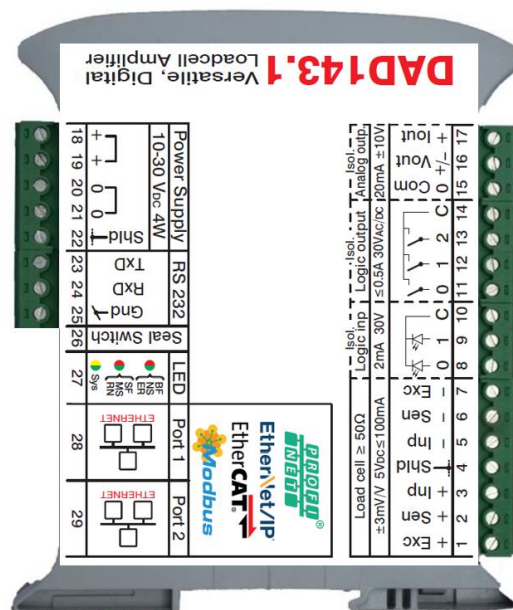 Exc + 1
Sen + 2
Inp + 3
Shld 4
Inp - 5
Sen - 6
Exc - 7
Load cell ≥ 50Ω
±3mV/V 5VDC≤100mA
0 8
1 9
C 10
Isol.
Logic inp
2mA 30V
0 11
1 12
2 13
C 14
Isol.
Logic output
≤0.5A 30VAC/DC
Com 0 15
Vout +/- 16
Iout + 17
Isol.
Analog outp.
20mA ±10V
PROFI
NET®
EtherNet/IP
EtherCAT
Modbus
29 ETHERNET Port 2
28 ETHERNET Port 1
27 LED
BF
NS
ER
SF
MS
RN
Sys
26 Seal Switch
25 Gnd
24 RxD
23 TxD
RS 232
22 Shld
21 0
20 0
19 +
18 +
Power Supply
10-30 VDC 4W
DAD143.1
Versatile, Digital
Loadcell Amplifier